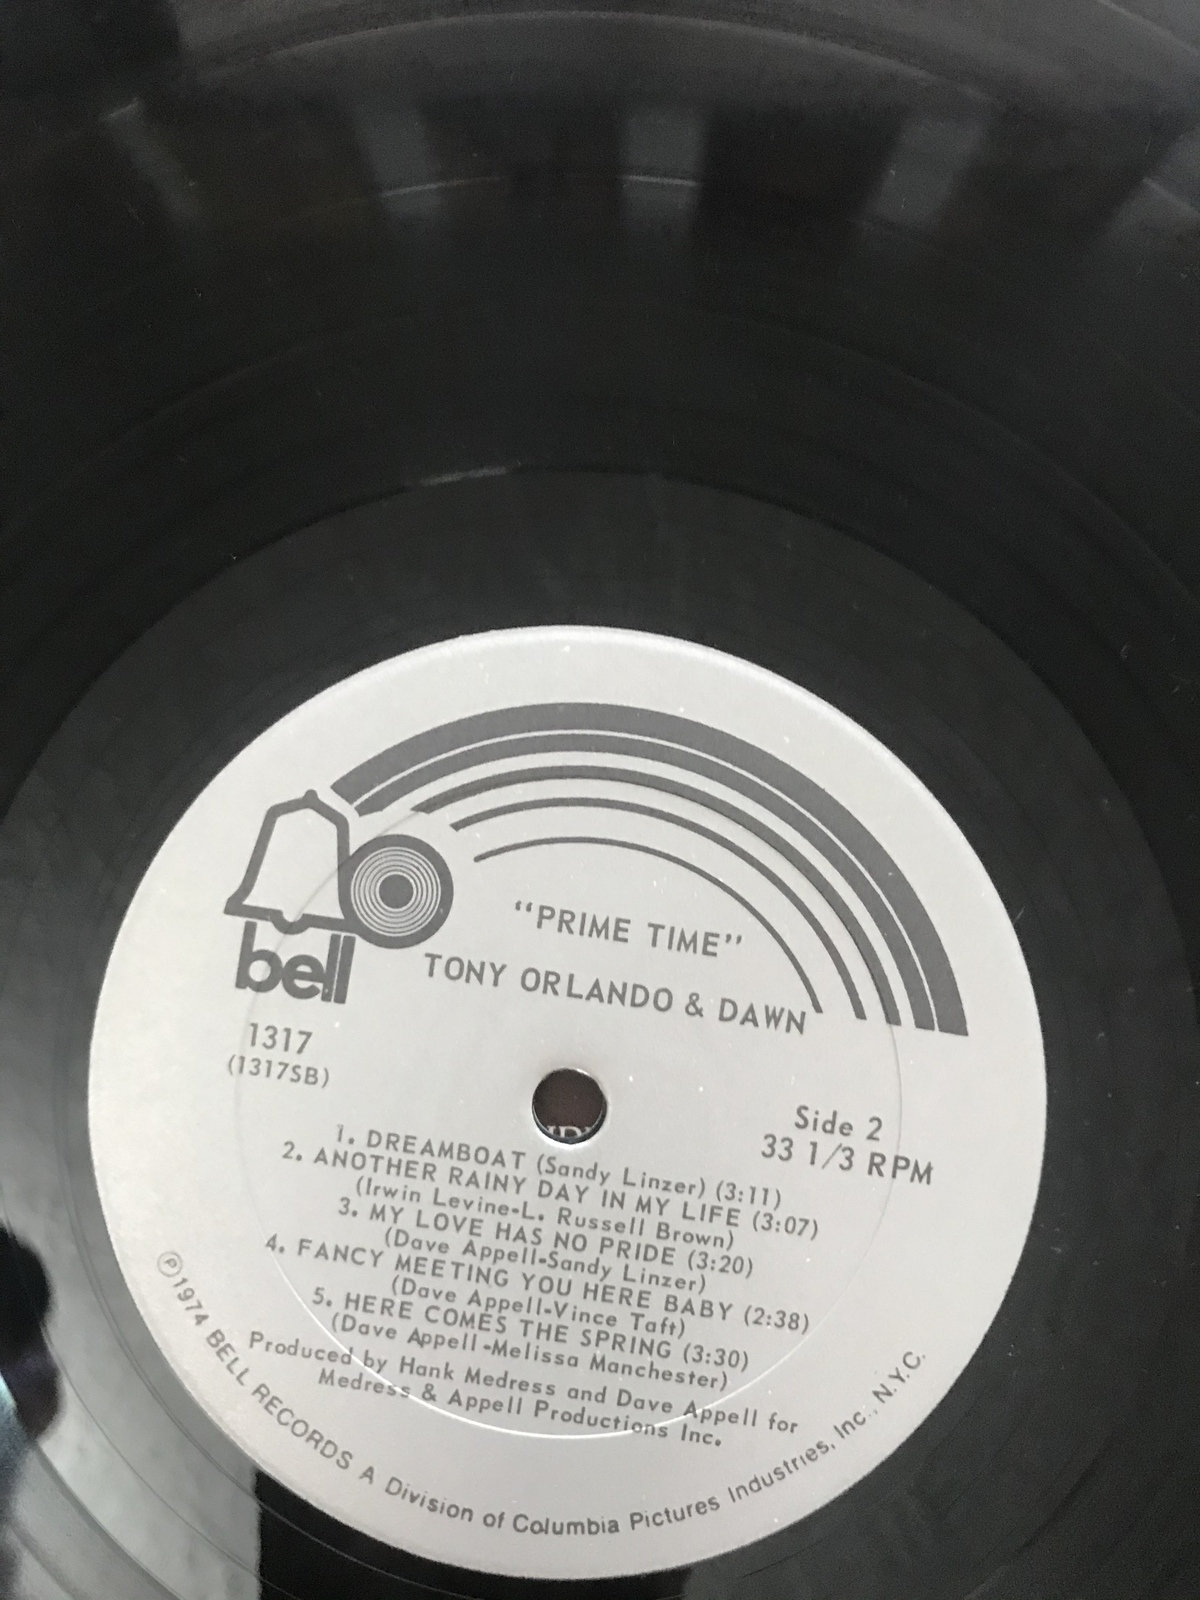 "PRIME TIME"
TONY ORLANDO & DAWN
bell
1317
(1317SB)
Side 2
33 1/3 RPM
1. DREAMBOAT (Sandy Linzer) (3:11)
2. ANOTHER RAINY DAY IN MY LIFE (3:07)
(Irwin Levine-L. Russell Brown)
3. MY LOVE HAS NO PRIDE (3:20)
(Dave Appell-Sandy Linzer)
4. FANCY MEETING YOU HERE BABY (2:38)
(Dave Appell-Vince Taft)
5. HERE COMES THE SPRING (3:30)
(Dave Appell-Melissa Manchester)
Produced by Hank Medress and Dave Appell for
Medress & Appell Productions Inc.
℗1974 BELL RECORDS A Division of Columbia Pictures Industries, Inc., N.Y.C.